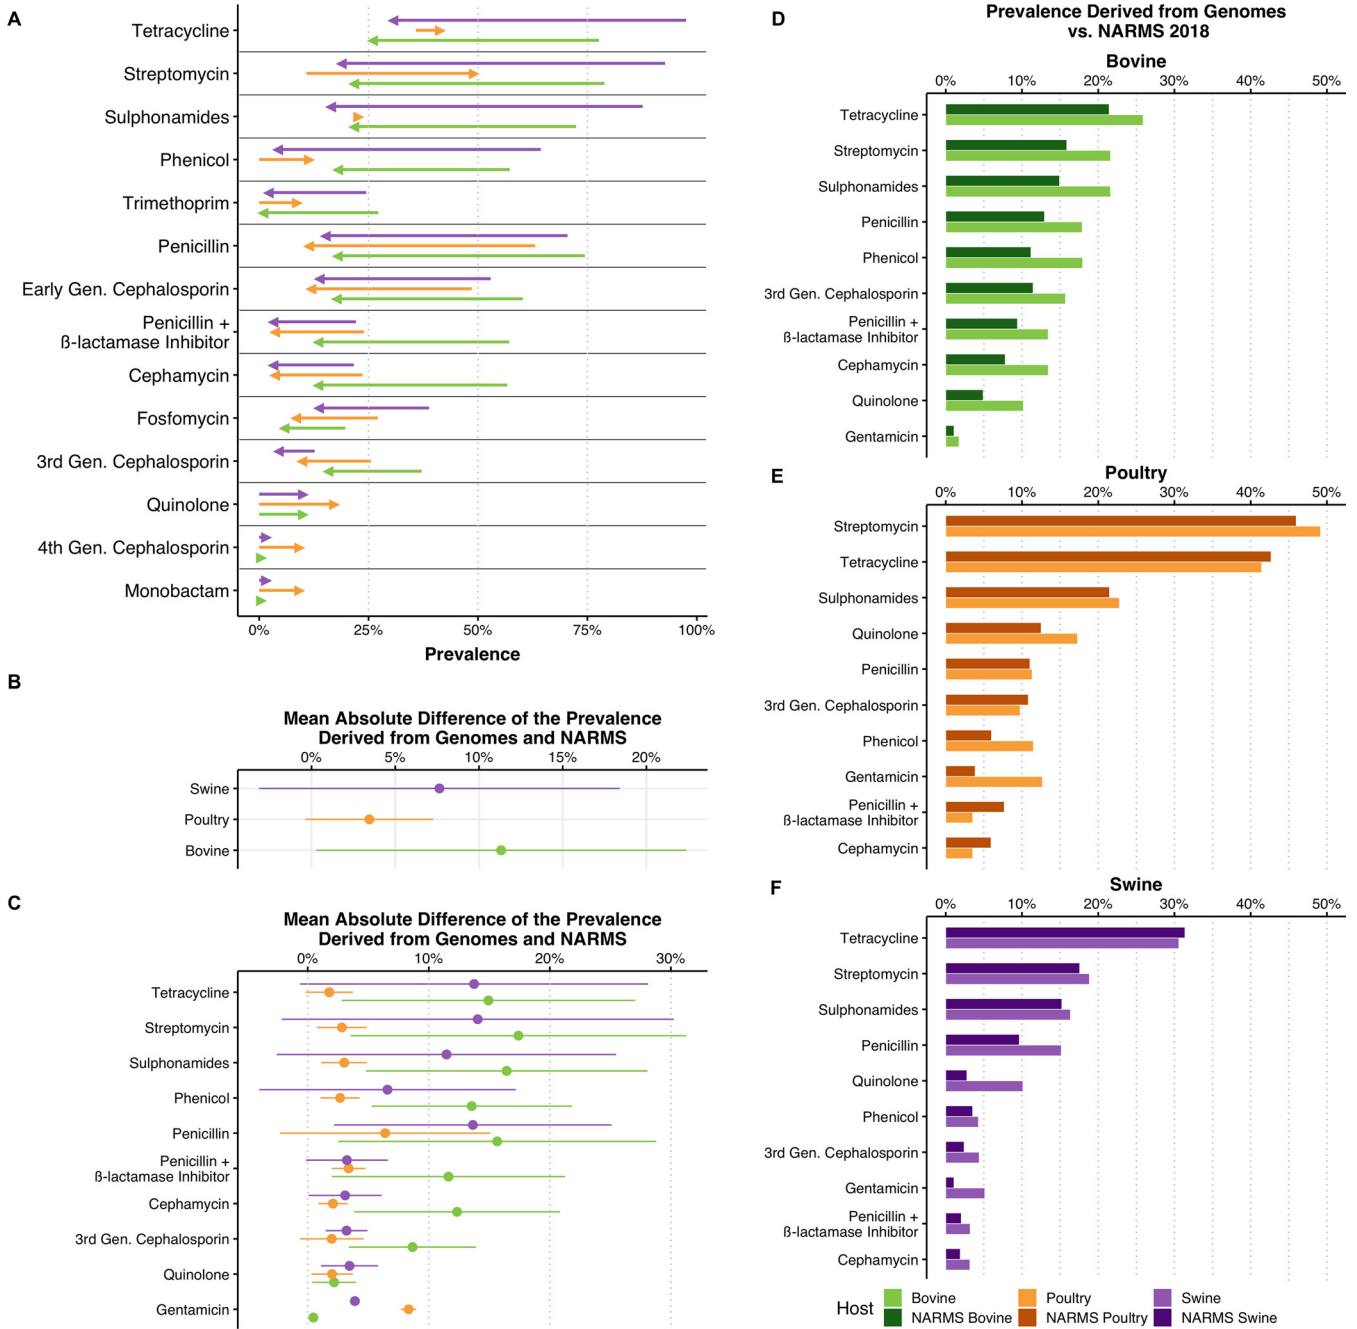 A
Tetracycline
Streptomycin
Sulphonamides
Phenicol
Trimethoprim
Penicillin
Early Gen. Cephalosporin
Penicillin +
ß-lactamase Inhibitor
Cephamycin
Fosfomycin
3rd Gen. Cephalosporin
Quinolone
4th Gen. Cephalosporin
Monobactam
0% 25% 50% 75% 100%
Prevalence
B
Mean Absolute Difference of the Prevalence
Derived from Genomes and NARMS
0% 5% 10% 15% 20%
Swine
Poultry
Bovine
C
Mean Absolute Difference of the Prevalence
Derived from Genomes and NARMS
0% 10% 20% 30%
Tetracycline
Streptomycin
Sulphonamides
Phenicol
Penicillin
Penicillin +
ß-lactamase Inhibitor
Cephamycin
3rd Gen. Cephalosporin
Quinolone
Gentamicin
D
Prevalence Derived from Genomes
vs. NARMS 2018
Bovine
0% 10% 20% 30% 40% 50%
Tetracycline
Streptomycin
Sulphonamides
Penicillin
Phenicol
3rd Gen. Cephalosporin
Penicillin +
ß-lactamase Inhibitor
Cephamycin
Quinolone
Gentamicin
E
Poultry
0% 10% 20% 30% 40% 50%
Streptomycin
Tetracycline
Sulphonamides
Quinolone
Penicillin
3rd Gen. Cephalosporin
Phenicol
Gentamicin
Penicillin +
ß-lactamase Inhibitor
Cephamycin
F
Swine
0% 10% 20% 30% 40% 50%
Tetracycline
Streptomycin
Sulphonamides
Penicillin
Quinolone
Phenicol
3rd Gen. Cephalosporin
Gentamicin
Penicillin +
ß-lactamase Inhibitor
Cephamycin
Host
Bovine Poultry Swine
NARMS Bovine NARMS Poultry NARMS Swine